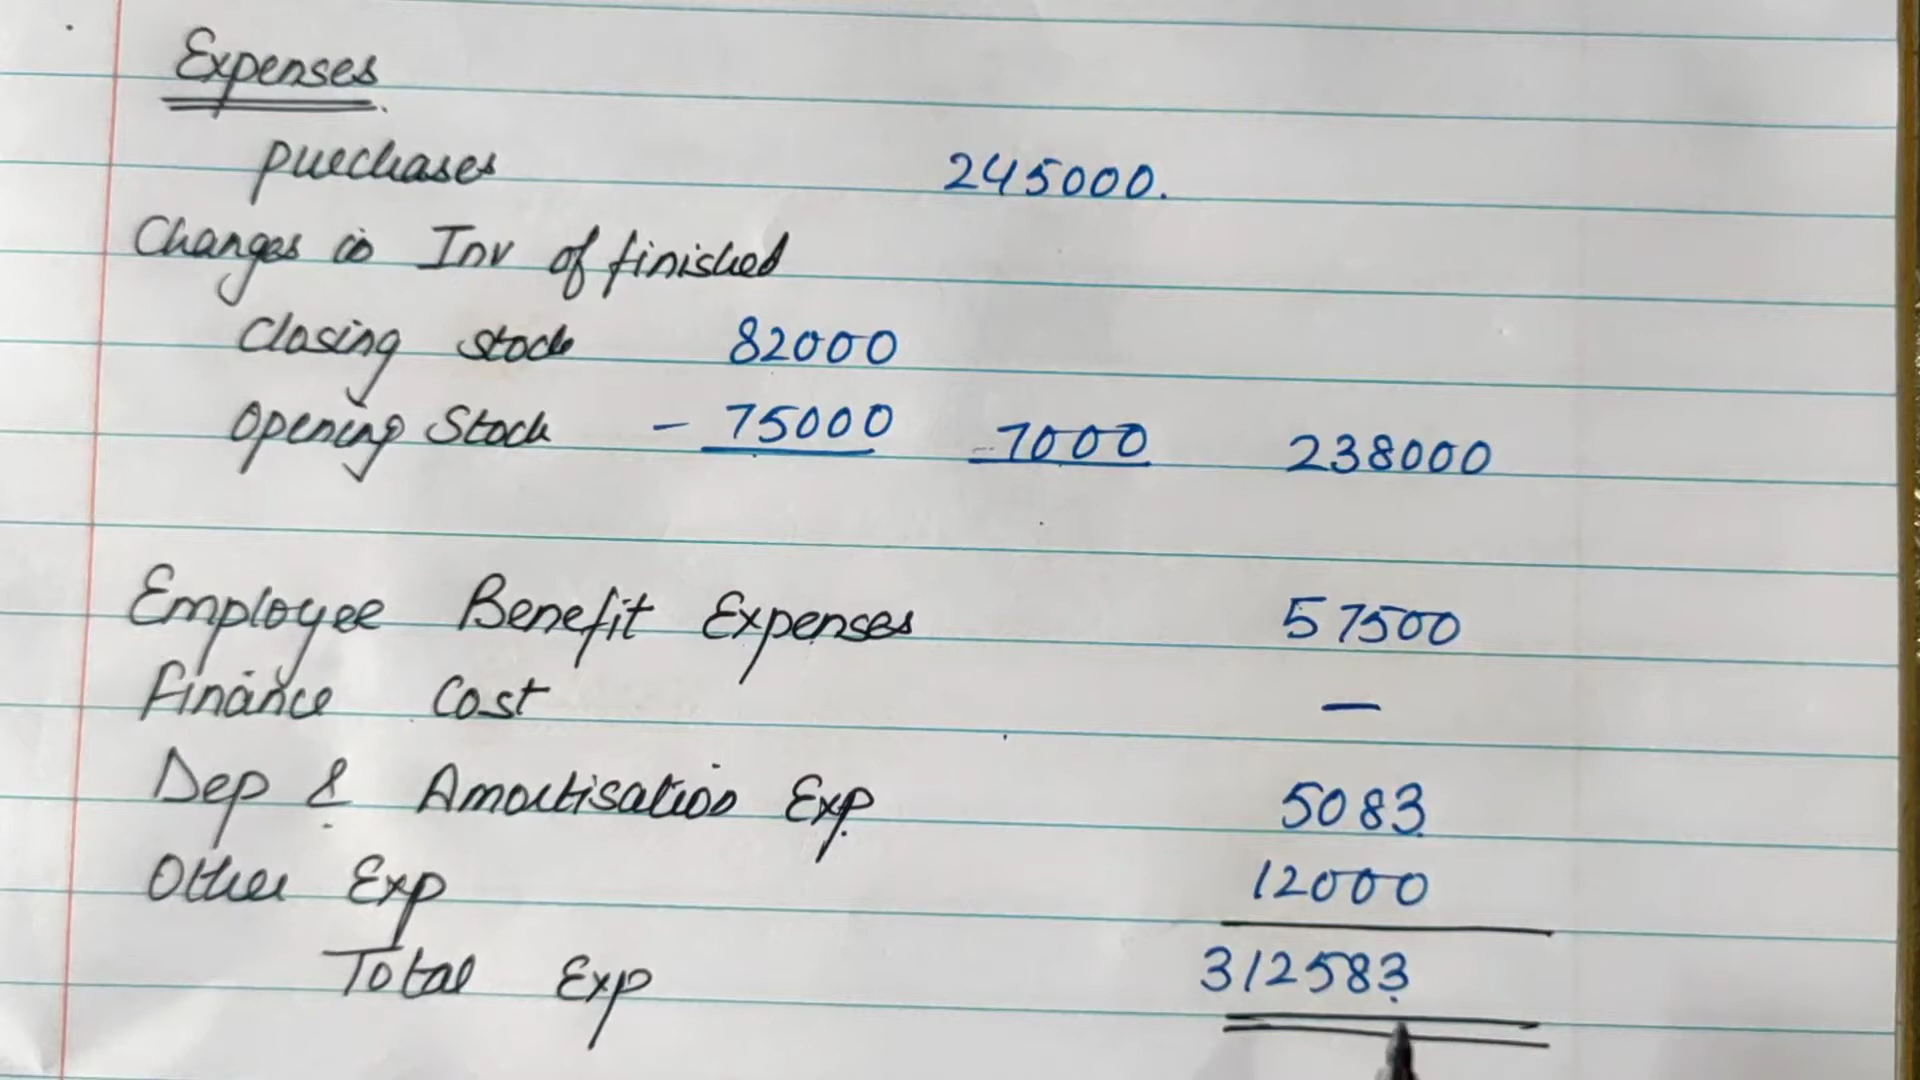 Expenses
purchases 245000.
Changes in Inv of finished
Closing stock 82000
Opening Stock - 75000 -7000 238000
Employee Benefit Expenses 57500
Finance Cost —
Dep & Amortisation Exp.
5083
Other Exp 12000
Total Exp 312583